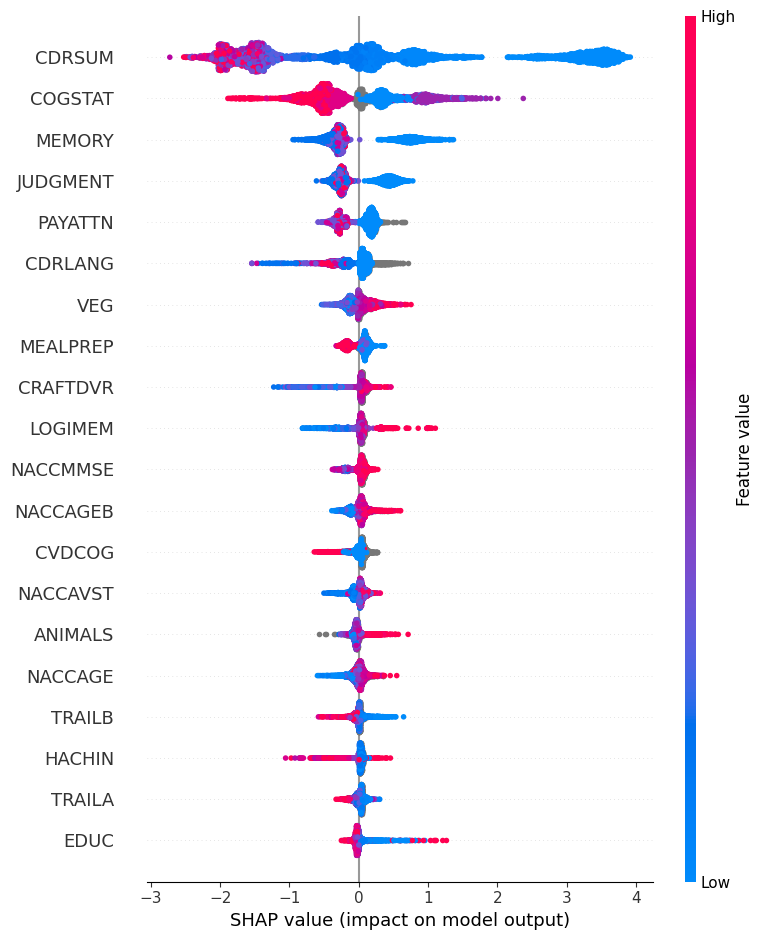 High
CDRSUM
COGSTAT
MEMORY
JUDGMENT
PAYATTN
CDRLANG
VEG
MEALPREP
CRAFTDVR
LOGIMEM
NACCMMSE
NACCAGEB
CVDCOG
NACCAVST
ANIMALS
NACCAGE
TRAILB
HACHIN
TRAILA
EDUC
Feature value
Low
−3 −2 −1 0 1 2 3 4
SHAP value (impact on model output)